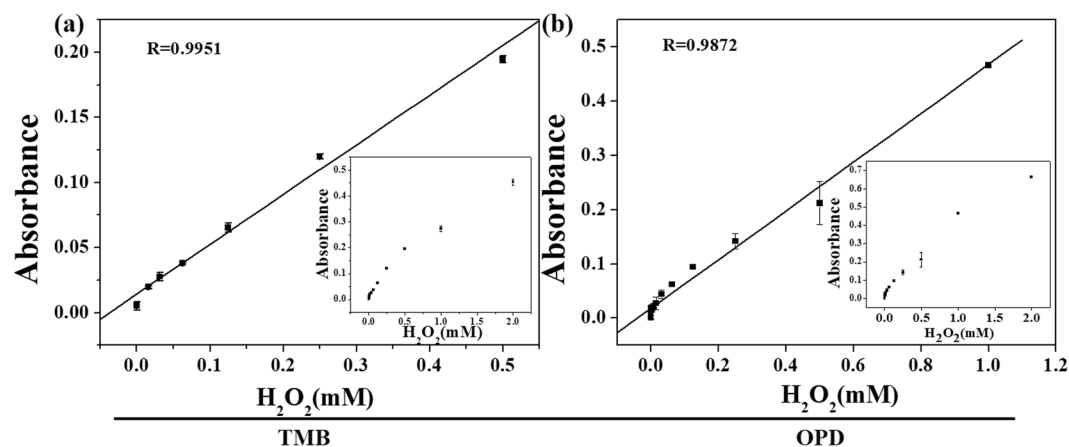 (a)
R=0.9951
Absorbance
0.20
0.15
0.10
0.05
0.00
0.0 0.1 0.2 0.3 0.4 0.5
H₂O₂(mM)
Absorbance
0.5
0.4
0.3
0.2
0.1
0.0
0.0 0.5 1.0 1.5 2.0
H₂O₂(mM)
TMB
(b)
R=0.9872
Absorbance
0.5
0.4
0.3
0.2
0.1
0.0
0.0 0.2 0.4 0.6 0.8 1.0 1.2
H₂O₂(mM)
Absorbance
0.7
0.6
0.5
0.4
0.3
0.2
0.1
0.0
0.0 0.5 1.0 1.5 2.0
H₂O₂(mM)
OPD